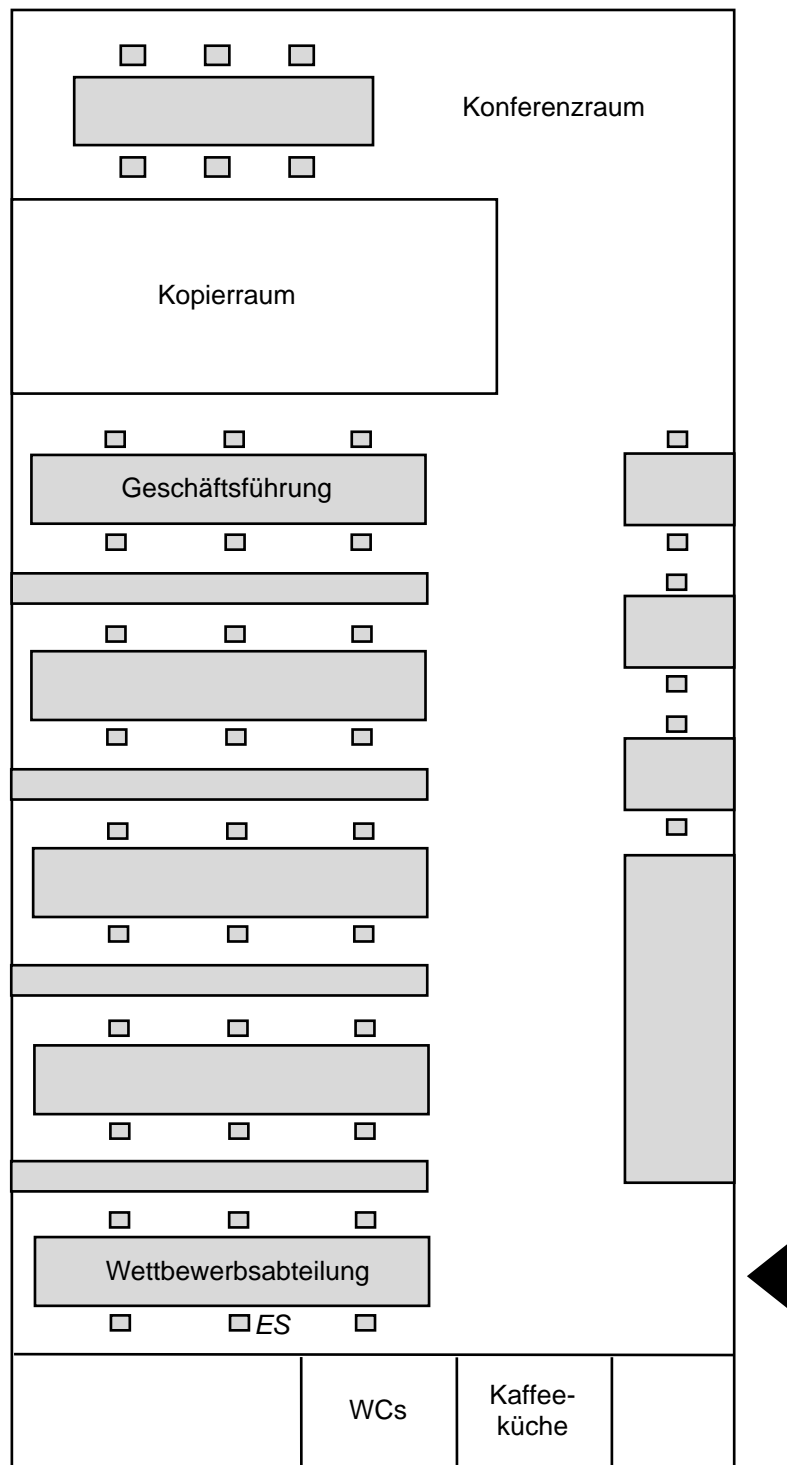 Konferenzraum
Kopierraum
Geschäftsführung
Wettbewerbsabteilung
ES
WCs
Kaffee-
küche